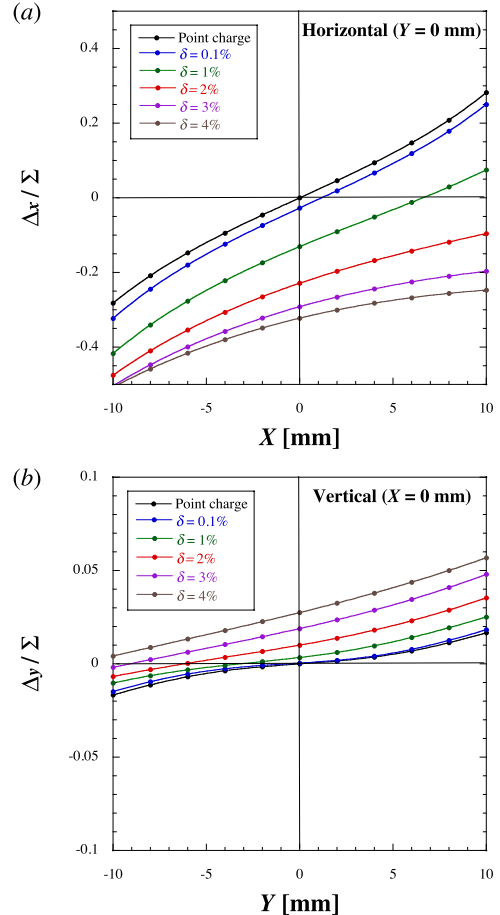 (a)
Horizontal (Y = 0 mm)
Point charge
δ = 0.1%
δ = 1%
δ = 2%
δ = 3%
δ = 4%
0.4
0.2
0
-0.2
-0.4
Δx / Σ
-10
-5
0
5
10
X [mm]
(b)
Vertical (X = 0 mm)
Point charge
δ = 0.1%
δ = 1%
δ = 2%
δ = 3%
δ = 4%
0.1
0.05
0
-0.05
-0.1
Δy / Σ
-10
-5
0
5
10
Y [mm]